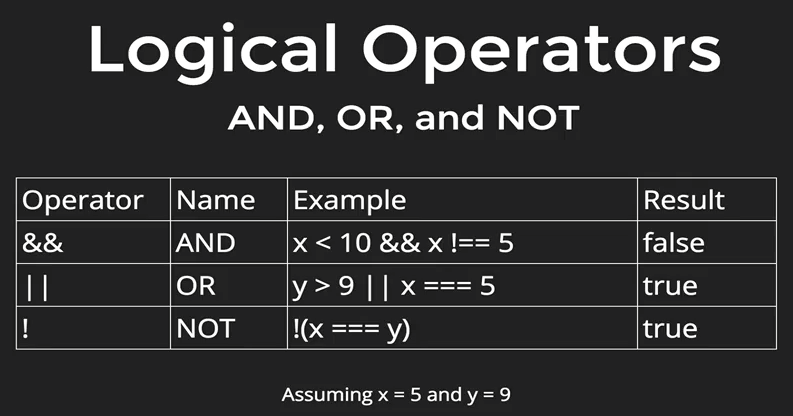 Logical Operators
AND, OR, and NOT
Operator Name Example Result
&& AND x < 10 && x !== 5 false
|| OR y > 9 || x === 5 true
! NOT !(x === y) true
Assuming x = 5 and y = 9